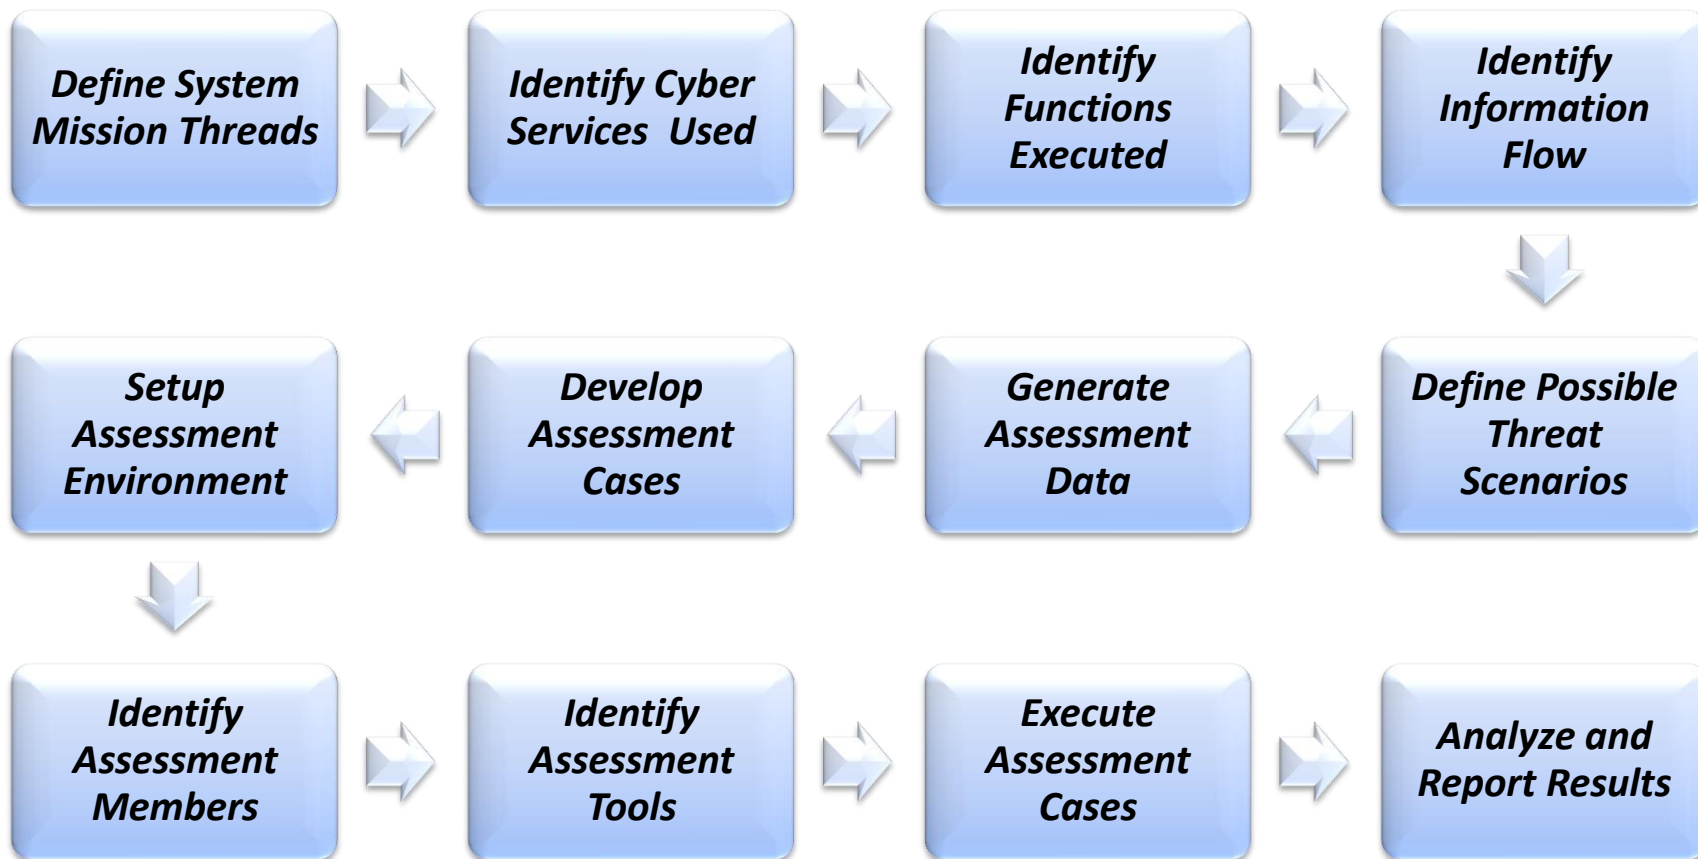 Define System
Mission Threads
Identify Cyber
Services Used
Identify
Functions
Executed
Identify
Information
Flow
Define Possible
Threat
Scenarios
Generate
Assessment
Data
Develop
Assessment
Cases
Setup
Assessment
Environment
Identify
Assessment
Members
Identify
Assessment
Tools
Execute
Assessment
Cases
Analyze and
Report Results